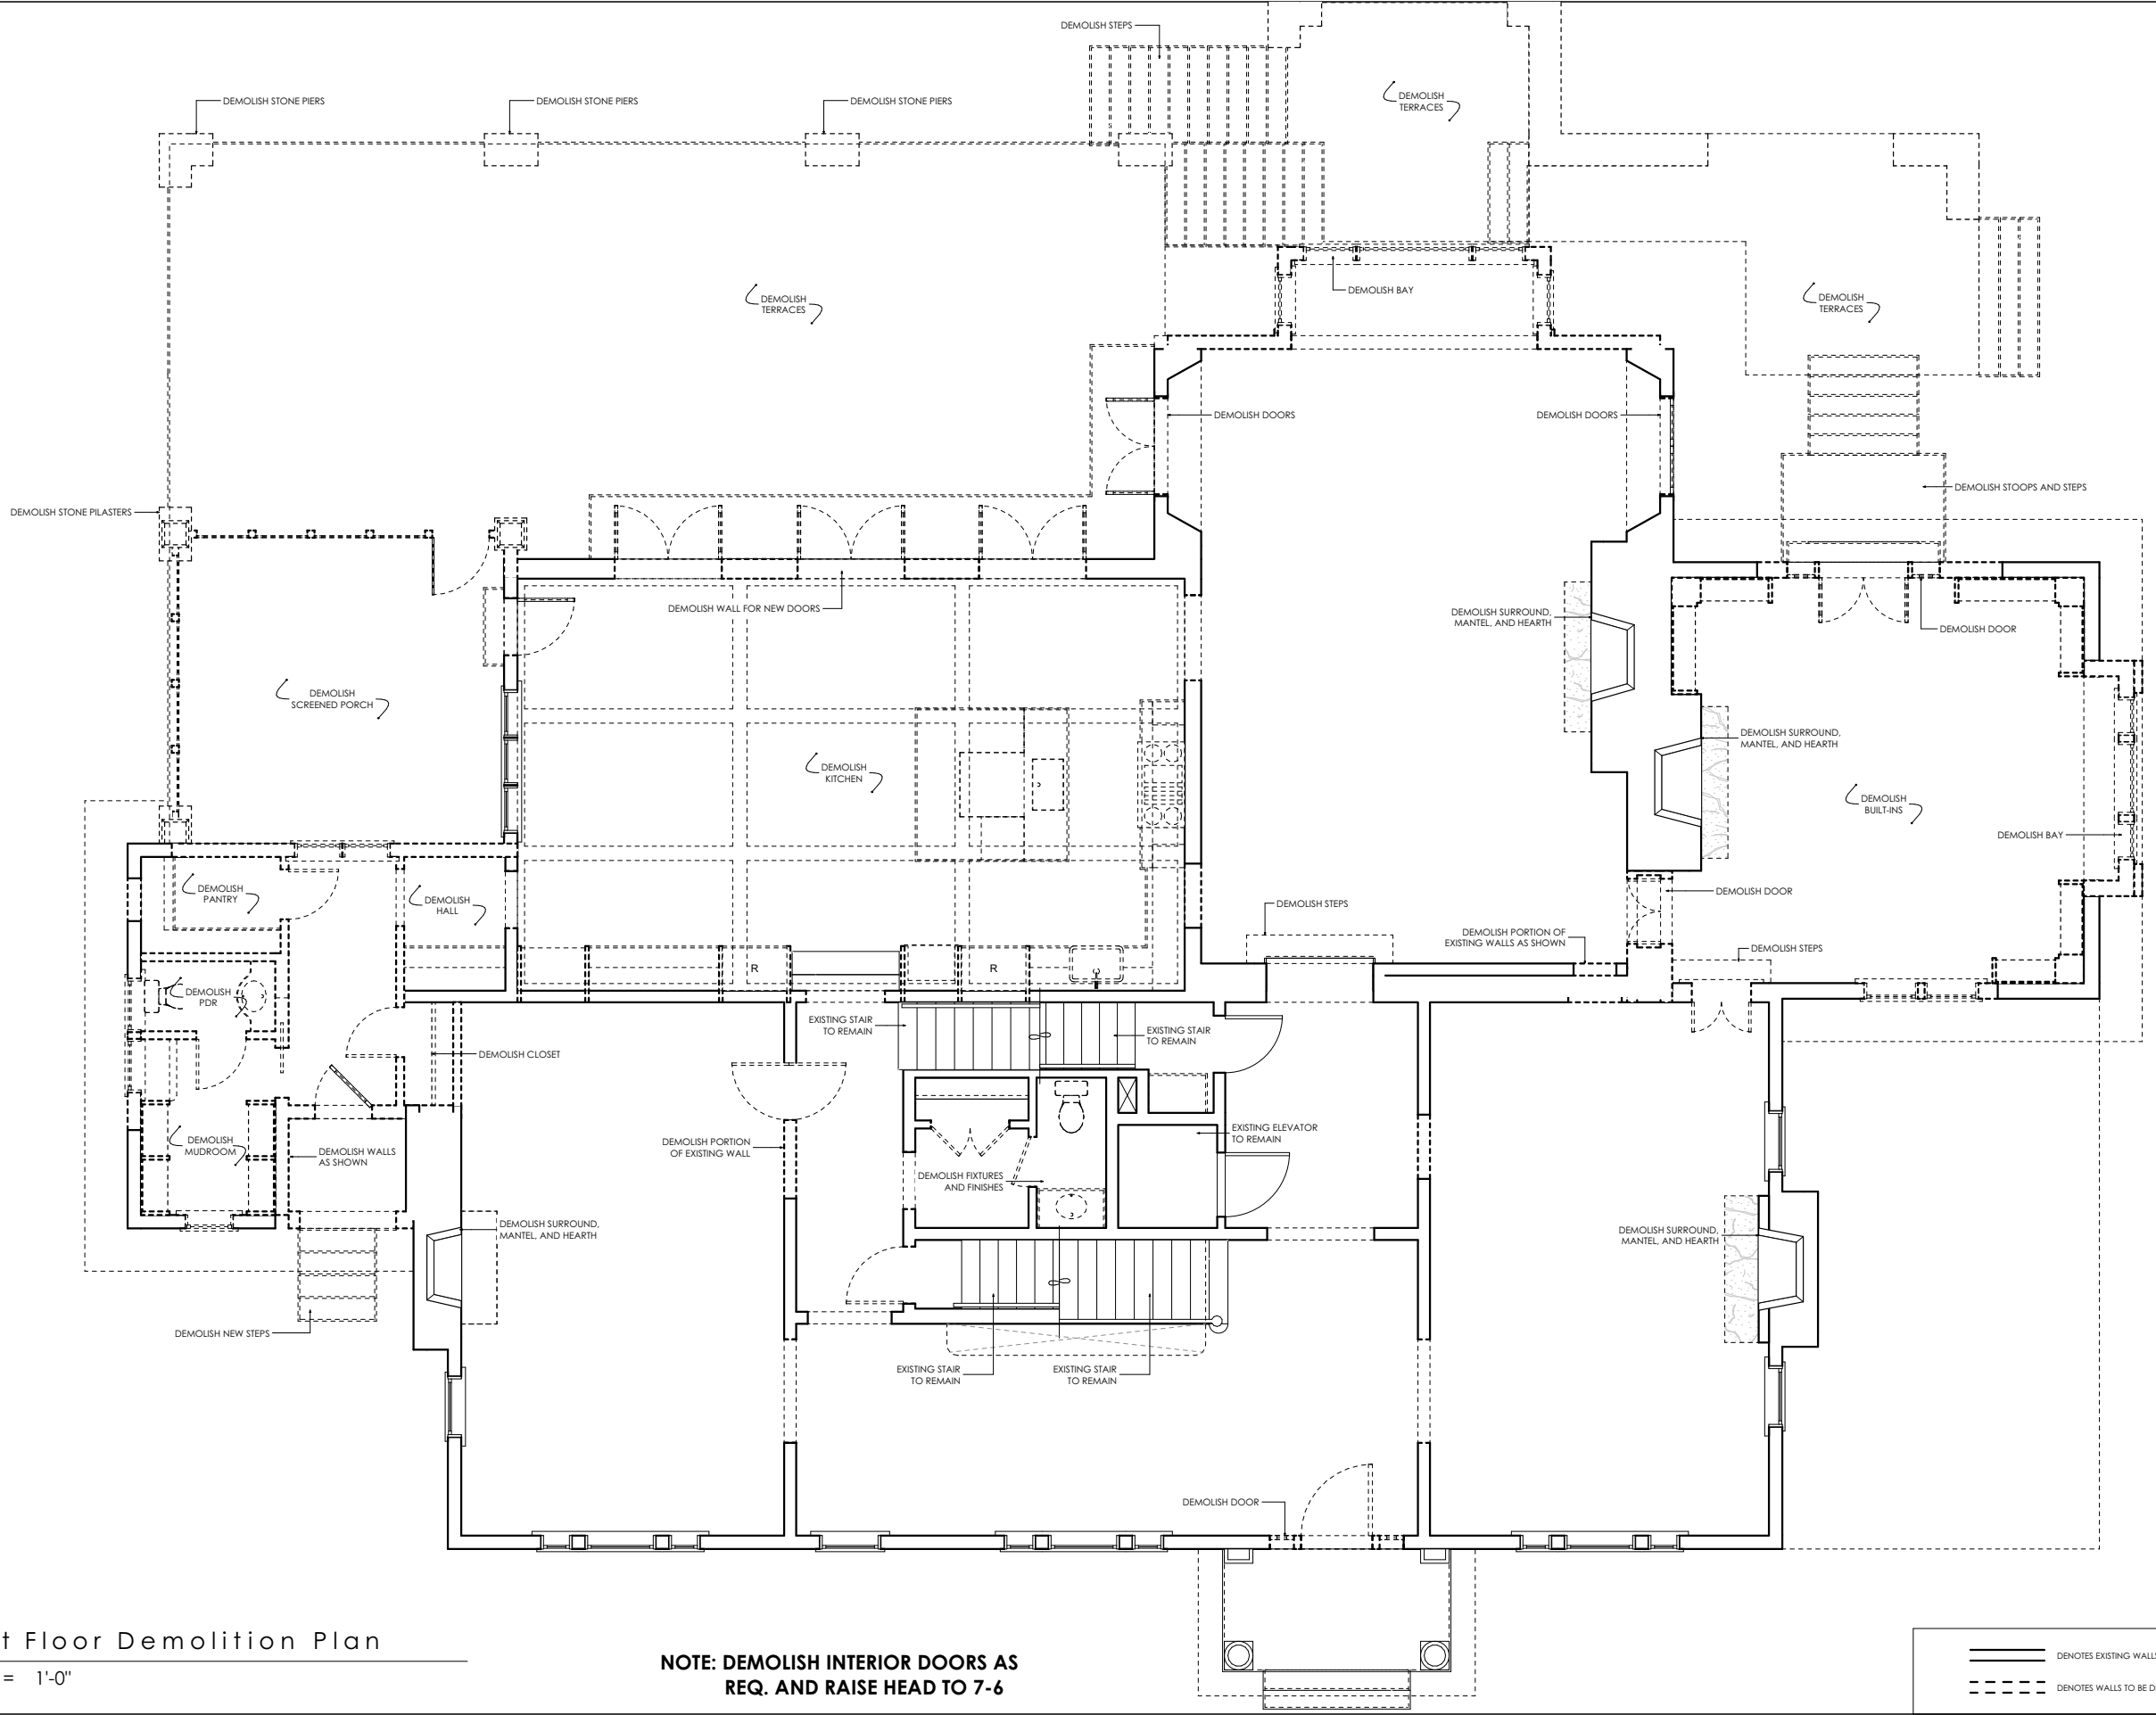 DEMOLISH STEPS
DEMOLISH STONE PIERS
DEMOLISH STONE PIERS
DEMOLISH STONE PIERS
DEMOLISH
TERRACES
DEMOLISH
TERRACES
DEMOLISH BAY
DEMOLISH
TERRACES
DEMOLISH DOORS
DEMOLISH DOORS
DEMOLISH STONE PILASTERS
DEMOLISH STOOPS AND STEPS
DEMOLISH WALL FOR NEW DOORS
DEMOLISH SURROUND,
MANTEL, AND HEARTH
DEMOLISH DOOR
DEMOLISH
SCREENED PORCH
DEMOLISH
KITCHEN
DEMOLISH SURROUND,
MANTEL, AND HEARTH
DEMOLISH
BUILT-INS
DEMOLISH BAY
DEMOLISH
PANTRY
DEMOLISH
HALL
DEMOLISH STEPS
DEMOLISH DOOR
DEMOLISH PORTION OF
EXISTING WALLS AS SHOWN
DEMOLISH STEPS
R
R
DEMOLISH
PDR
EXISTING STAIR
TO REMAIN
EXISTING STAIR
TO REMAIN
DEMOLISH CLOSET
DEMOLISH
MUDROOM
DEMOLISH WALLS
AS SHOWN
DEMOLISH PORTION
OF EXISTING WALL
EXISTING ELEVATOR
TO REMAIN
DEMOLISH FIXTURES
AND FINISHES
DEMOLISH SURROUND,
MANTEL, AND HEARTH
DEMOLISH SURROUND,
MANTEL, AND HEARTH
DEMOLISH NEW STEPS
EXISTING STAIR
TO REMAIN
EXISTING STAIR
TO REMAIN
DEMOLISH DOOR
t Floor Demolition Plan
= 1'-0"
NOTE: DEMOLISH INTERIOR DOORS AS
REQ. AND RAISE HEAD TO 7-6
DENOTES EXISTING WALL
DENOTES WALLS TO BE D